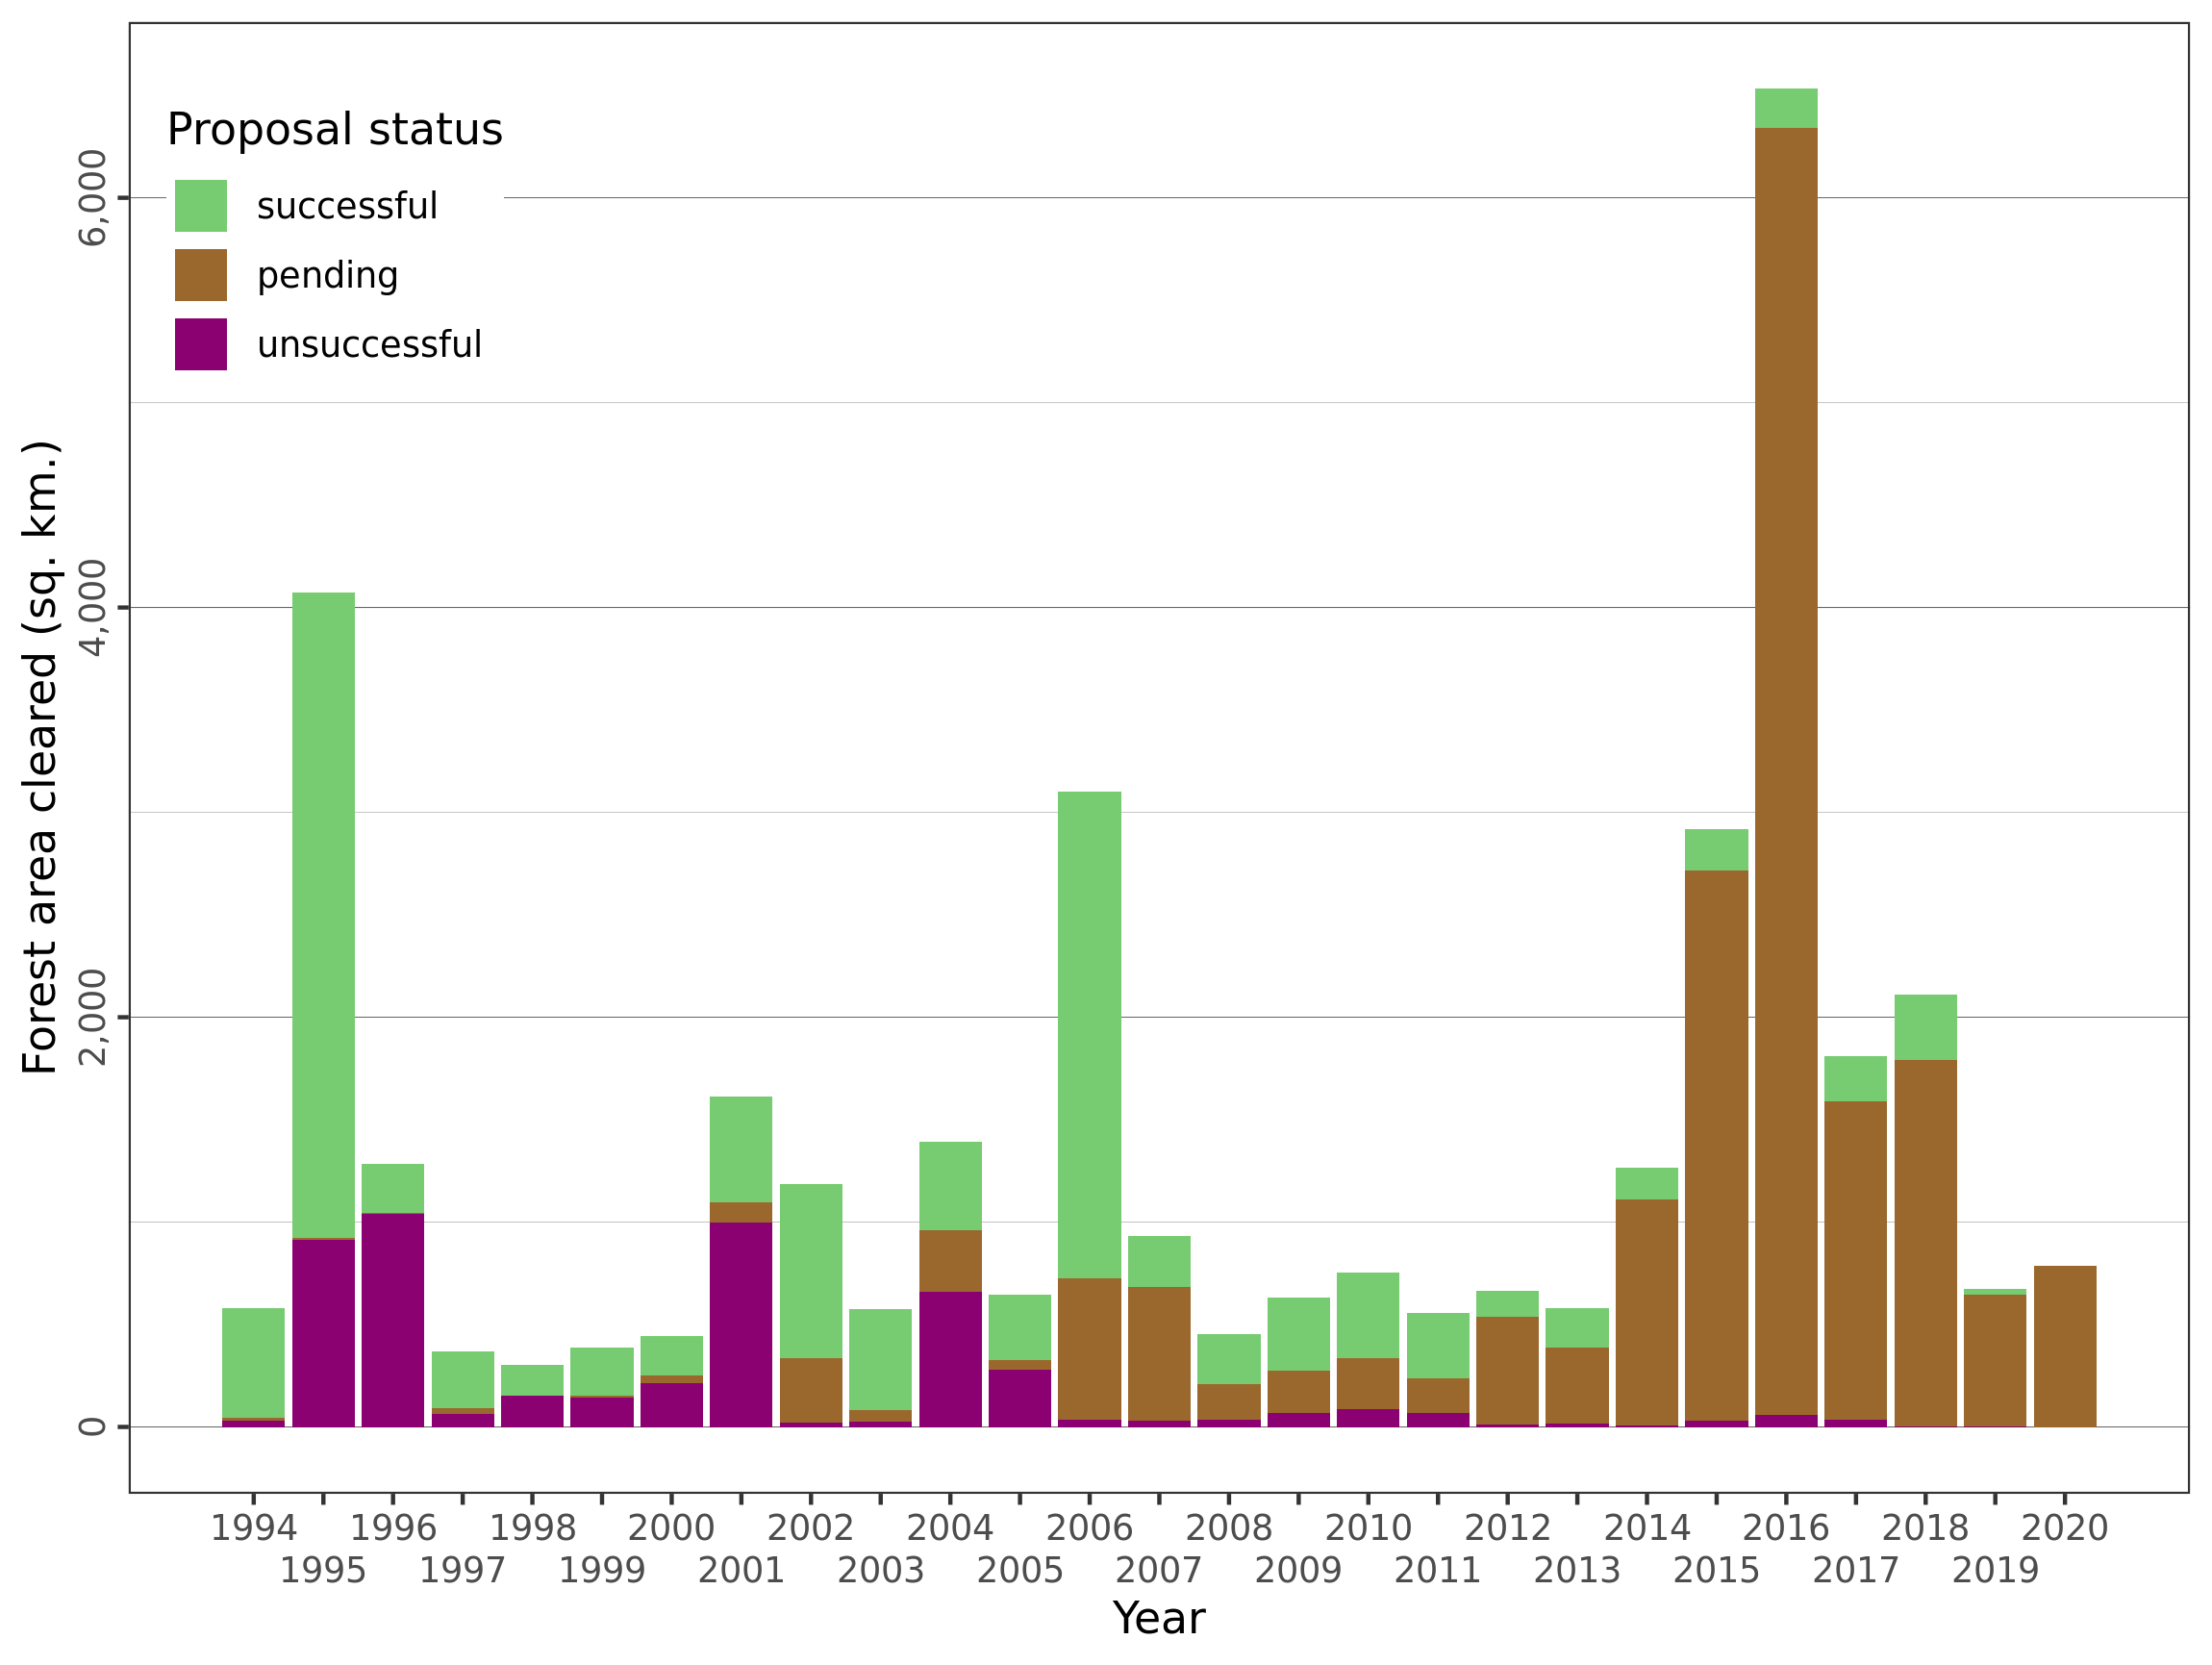 Proposal status
successful
pending
unsuccessful
Forest area cleared (sq. km.)
6,000
4,000
2,000
0
1994 1996 1998 2000 2002 2004 2006 2008 2010 2012 2014 2016 2018 2020
1995 1997 1999 2001 2003 2005 2007 2009 2011 2013 2015 2017 2019
Year